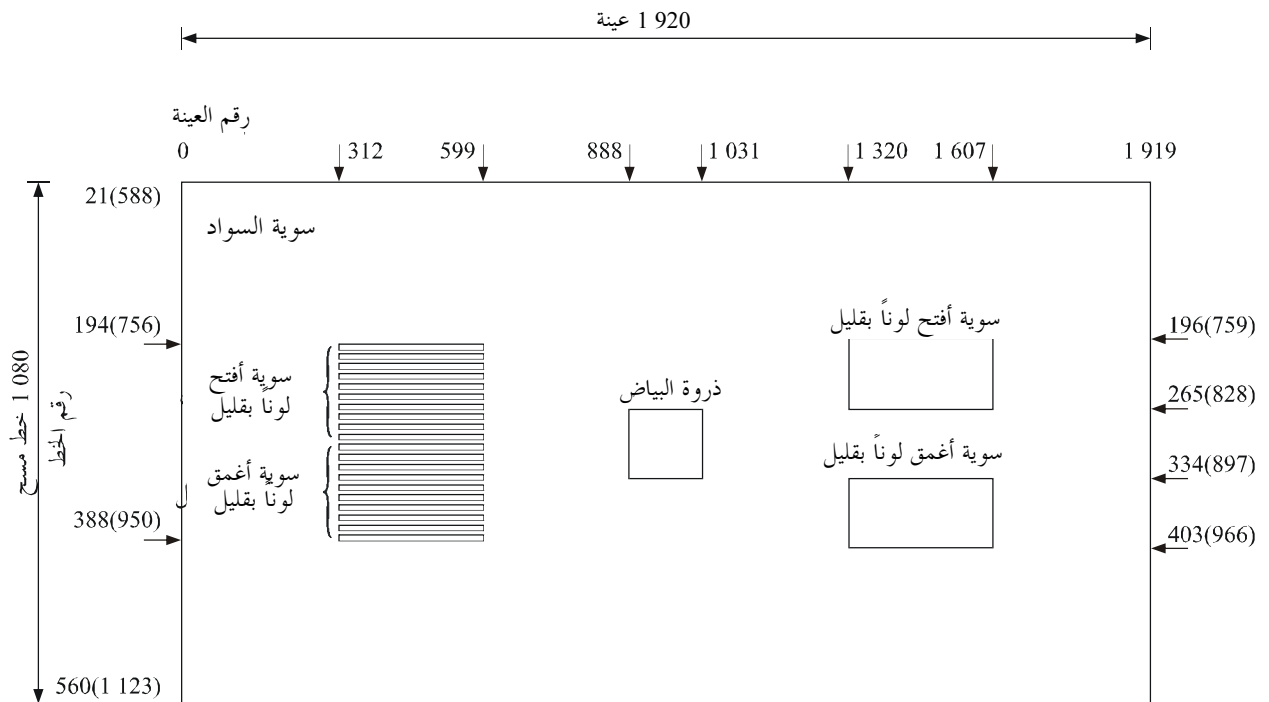 1 920 عينة
رقم العينة
0
312
599
888
1 031
1 320
1 607
1 919
21(588)
سوية السواد
194(756)
196(759)
سوية أفتح لوناً بقليل
سوية أفتح
لوناً بقليل
ذروة البياض
265(828)
1 080 خط مسح
رقم الخط
سوية أغمق لوناً بقليل
سوية أغمق
لوناً بقليل
334(897)
388(950)
403(966)
560(1 123)